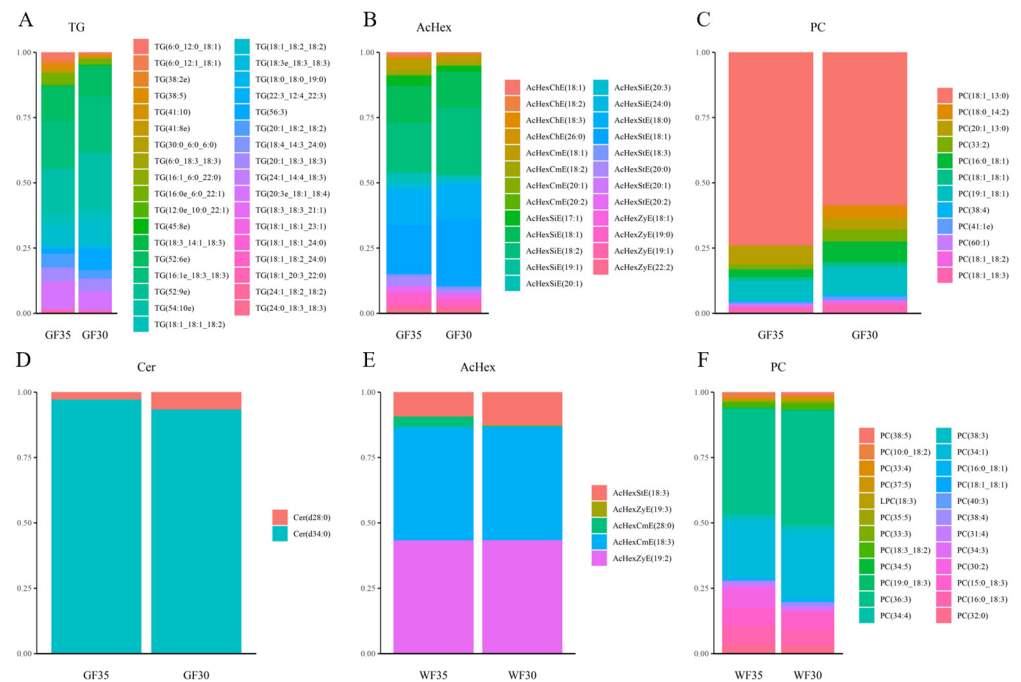 A
TG
1.00
0.75
0.50
0.25
0.00
GF35
GF30
TG(6:0_12:0_18:1)
TG(6:0_12:1_18:1)
TG(38:2e)
TG(38:5)
TG(41:10)
TG(41:8e)
TG(30:0_6:0_6:0)
TG(6:0_18:3_18:3)
TG(16:1_6:0_22:0)
TG(16:0e_6:0_22:1)
TG(12:0e_10:0_22:1)
TG(45:8e)
TG(18:3_14:1_18:3)
TG(52:6e)
TG(16:1e_18:3_18:3)
TG(52:9e)
TG(54:10e)
TG(18:1_18:1_18:2)
TG(18:1_18:2_18:2)
TG(18:3e_18:3_18:3)
TG(18:0_18:0_19:0)
TG(22:3_12:4_22:3)
TG(56:3)
TG(20:1_18:2_18:2)
TG(18:4_14:3_24:0)
TG(20:1_18:3_18:3)
TG(24:1_14:4_18:3)
TG(20:3e_18:1_18:4)
TG(18:3_18:3_21:1)
TG(18:1_18:1_23:1)
TG(18:1_18:1_24:0)
TG(18:1_18:2_24:0)
TG(18:1_20:3_22:0)
TG(24:1_18:2_18:2)
TG(24:0_18:3_18:3)
B
AcHex
1.00
0.75
0.50
0.25
0.00
GF35
GF30
AcHexChE(18:1)
AcHexChE(18:2)
AcHexChE(18:3)
AcHexChE(26:0)
AcHexCmE(18:1)
AcHexCmE(18:2)
AcHexCmE(20:1)
AcHexCmE(20:2)
AcHexSiE(17:1)
AcHexSiE(18:1)
AcHexSiE(18:2)
AcHexSiE(19:1)
AcHexSiE(20:1)
AcHexSiE(20:3)
AcHexSiE(24:0)
AcHexStE(18:0)
AcHexStE(18:1)
AcHexStE(18:3)
AcHexStE(20:0)
AcHexStE(20:1)
AcHexStE(20:2)
AcHexZyE(18:1)
AcHexZyE(19:0)
AcHexZyE(19:1)
AcHexZyE(22:2)
C
PC
1.00
0.75
0.50
0.25
0.00
GF35
GF30
PC(18:1_13:0)
PC(18:0_14:2)
PC(20:1_13:0)
PC(33:2)
PC(16:0_18:1)
PC(18:1_18:1)
PC(19:1_18:1)
PC(38:4)
PC(41:1e)
PC(60:1)
PC(18:1_18:2)
PC(18:1_18:3)
D
Cer
1.00
0.75
0.50
0.25
0.00
GF35
GF30
Cer(d28:0)
Cer(d34:0)
E
AcHex
1.00
0.75
0.50
0.25
0.00
WF35
WF30
AcHexStE(18:3)
AcHexZyE(19:3)
AcHexCmE(28:0)
AcHexCmE(18:3)
AcHexZyE(19:2)
F
PC
1.00
0.75
0.50
0.25
0.00
WF35
WF30
PC(38:5)
PC(10:0_18:2)
PC(33:4)
PC(37:5)
LPC(18:3)
PC(35:5)
PC(33:3)
PC(18:3_18:2)
PC(34:5)
PC(19:0_18:3)
PC(36:3)
PC(34:4)
PC(38:3)
PC(34:1)
PC(16:0_18:1)
PC(18:1_18:1)
PC(40:3)
PC(38:4)
PC(31:4)
PC(34:3)
PC(30:2)
PC(15:0_18:3)
PC(16:0_18:3)
PC(32:0)